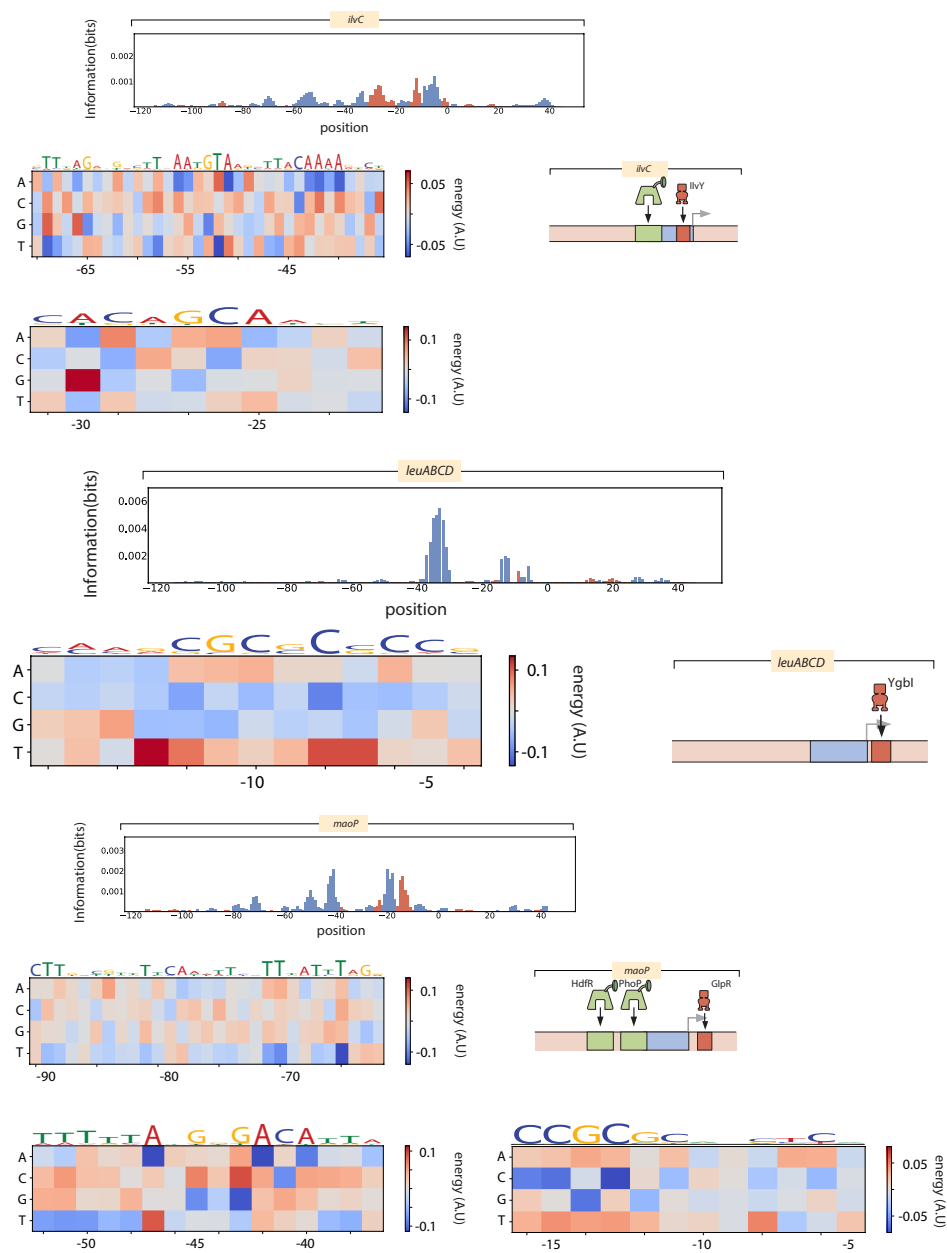 ilvC
Information(bits)
0.002
0.001
-120 -100 -80 -60 -40 -20 0 20 40
position
A
C
G
T
-65 -55 -45
0.05
-0.05
energy (A.U)
ilvC
IlvY
CACAGCAA
A
C
G
T
-30 -25
0.1
-0.1
energy (A.U)
leuABCD
Information(bits)
0.006
0.004
0.002
−120 −100 −80 −60 −40 −20 0 20 40
position
A
C
G
T
-10 -5
0.1
-0.1
energy (A.U)
leuABCD
YgbI
maoP
Information(bits)
0.003
0.002
0.001
−120 −100 −80 −60 −40 −20 0 20 40
position
A
C
G
T
-90 -80 -70
0.1
-0.1
energy (A.U)
maoP
HdfR PhoP GlpR
TTTTTA G GACATTA
A
C
G
T
-50 -45 -40
0.1
-0.1
energy (A.U)
CCGCGC CTC
A
C
G
T
-15 -10 -5
0.05
-0.05
energy (A.U)